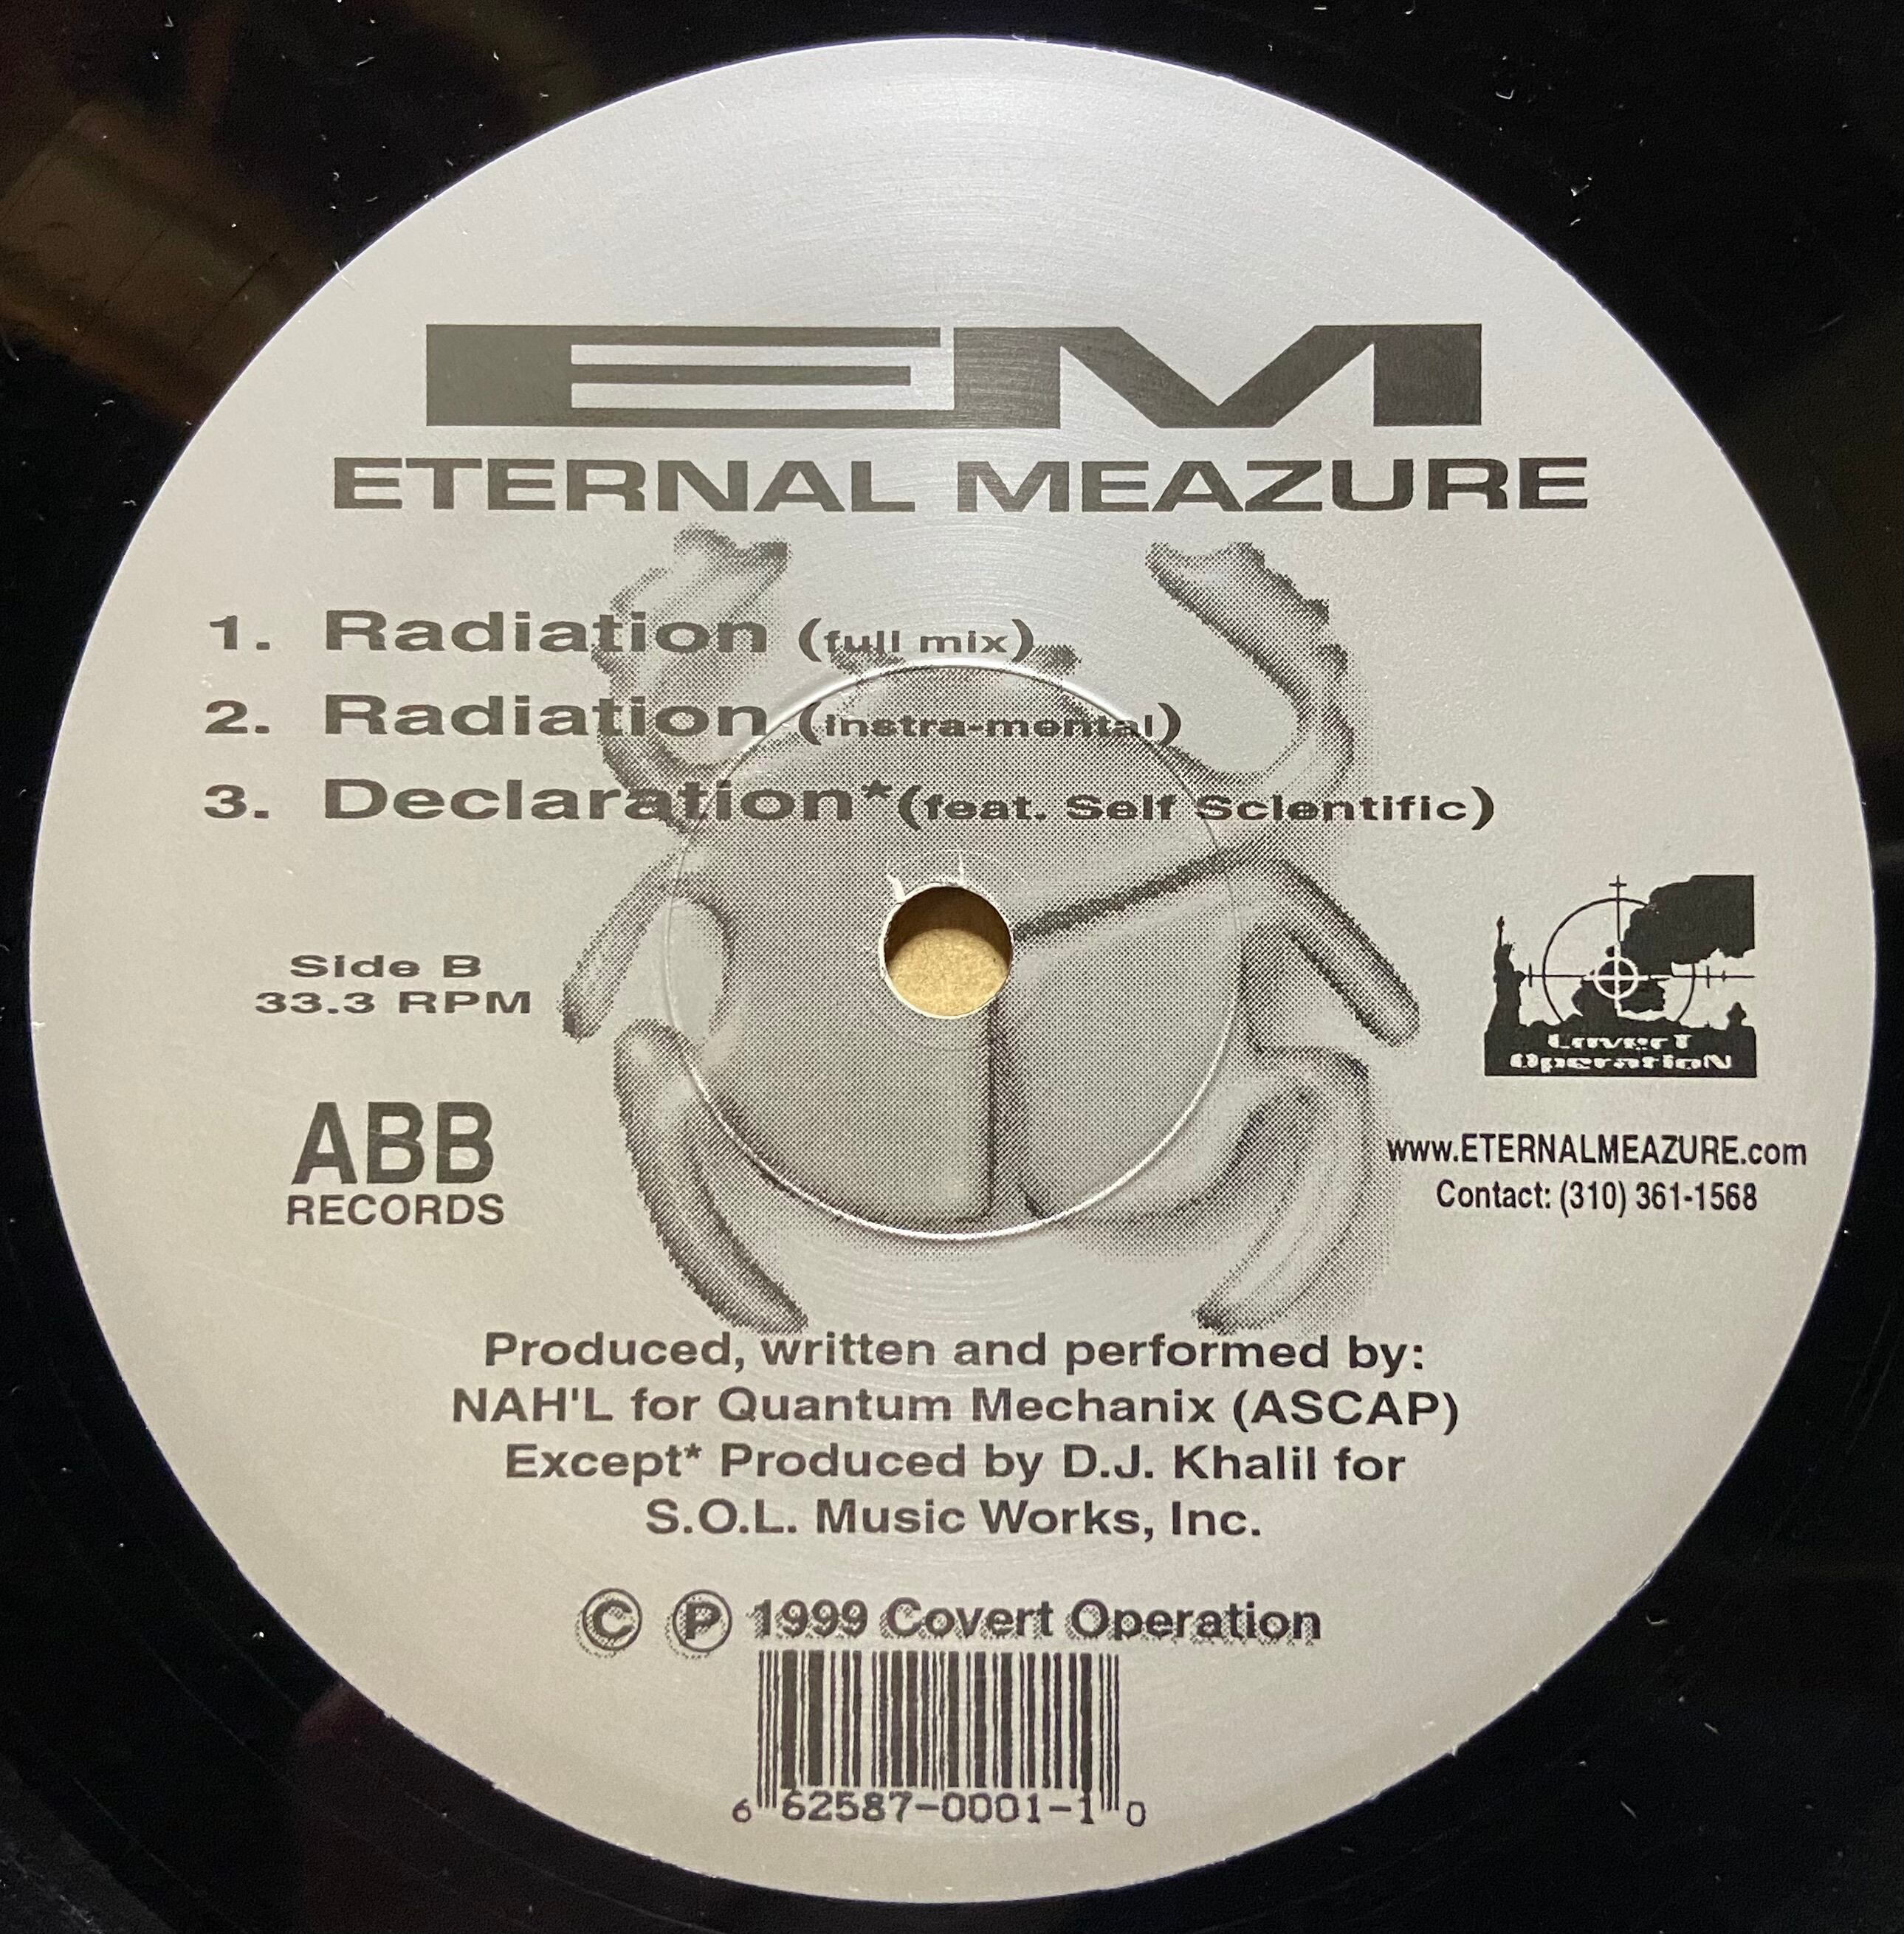 EM
ETERNAL MEAZURE
1. Radiation (full mix)
2. Radiation (instra-mental)
3. Declaration*(feat. Self Scientific)
Side B
33.3 RPM
ABB
RECORDS
CoverT
OperatioN
www.ETERNALMEAZURE.com
Contact: (310) 361-1568
Produced, written and performed by:
NAH'L for Quantum Mechanix (ASCAP)
Except* Produced by D.J. Khalil for
S.O.L. Music Works, Inc.
© ℗ 1999 Covert Operation
6 62587-0001-1 0